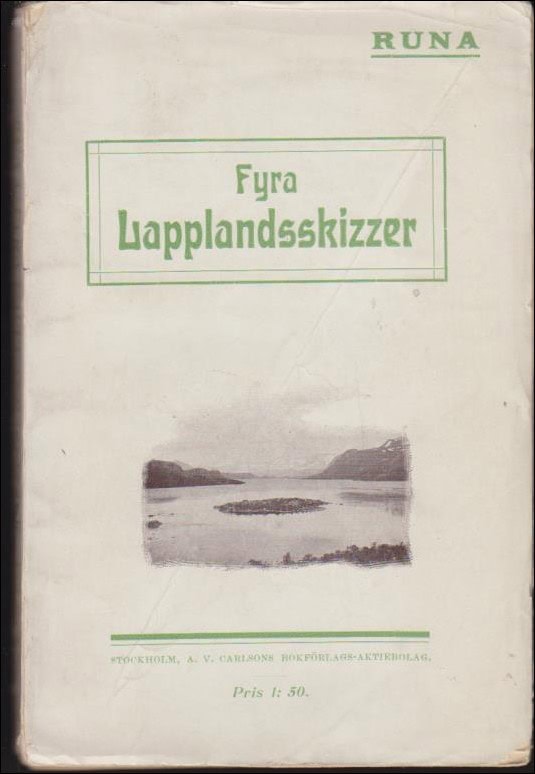 RUNA
Fyra
Lapplandsskizzer
STOCKHOLM, A. V. CARLSONS BOKFÖRLAGS-AKTIEBOLAG.
Pris 1: 50.